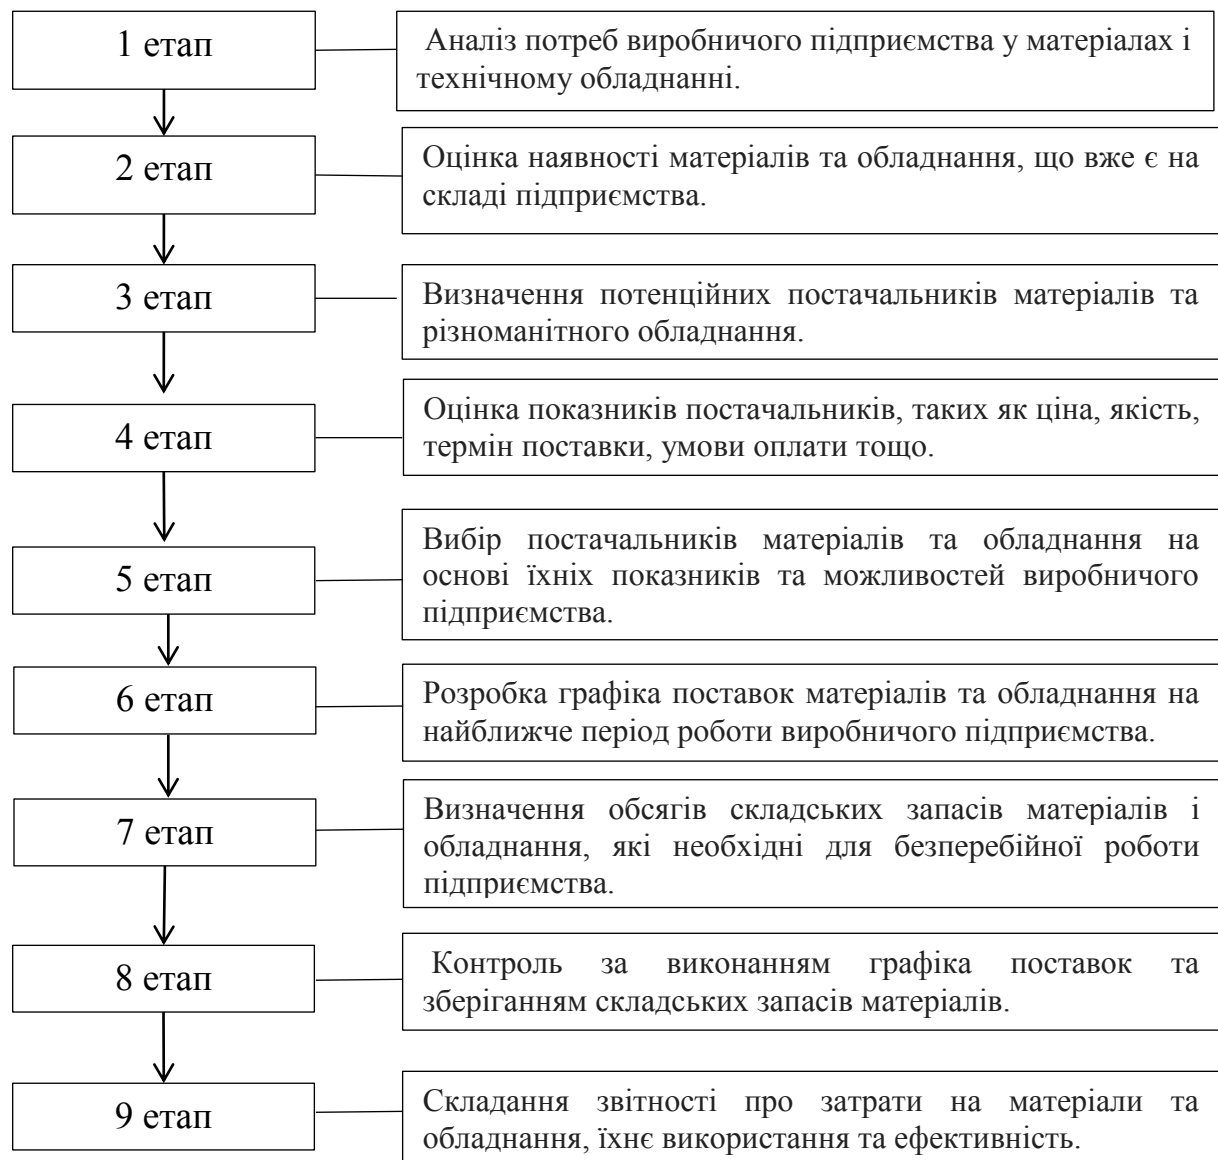 1 етап
Аналіз потреб виробничого підприємства у матеріалах і
технічному обладнанні.
2 етап
Оцінка наявності матеріалів та обладнання, що вже є на
складі підприємства.
3 етап
Визначення потенційних постачальників матеріалів та
різноманітного обладнання.
4 етап
Оцінка показників постачальників, таких як ціна, якість,
термін поставки, умови оплати тощо.
5 етап
Вибір постачальників матеріалів та обладнання на
основі їхніх показників та можливостей виробничого
підприємства.
6 етап
Розробка графіка поставок матеріалів та обладнання на
найближче період роботи виробничого підприємства.
7 етап
Визначення обсягів складських запасів матеріалів і
обладнання, які необхідні для безперебійної роботи
підприємства.
8 етап
Контроль за виконанням графіка поставок та
зберіганням складських запасів матеріалів.
9 етап
Складання звітності про затрати на матеріали та
обладнання, їхнє використання та ефективність.